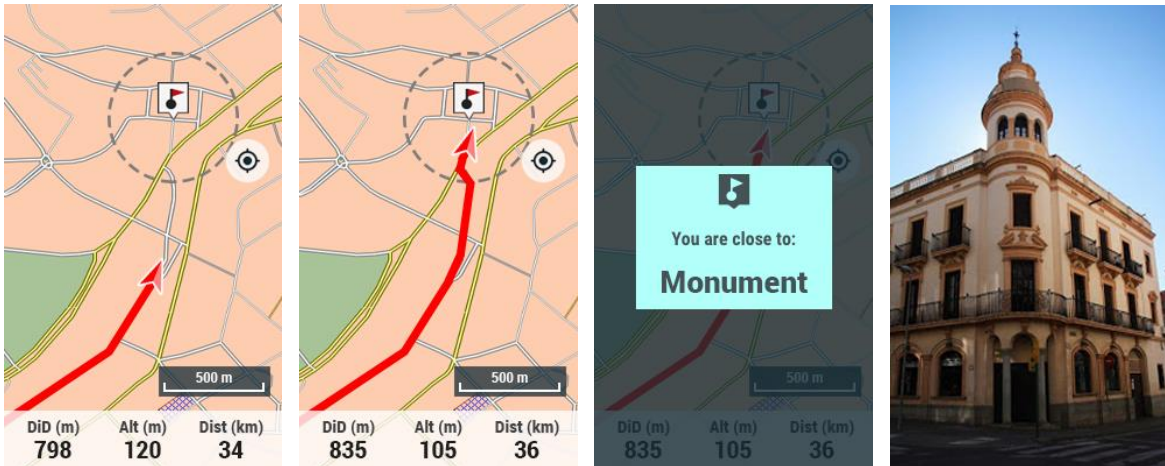 500 m
DiD (m) Alt (m) Dist (km)
798 120 34
500 m
DiD (m) Alt (m) Dist (km)
835 105 36
You are close to:
Monument
500 m
DiD (m) Alt (m) Dist (km)
835 105 36